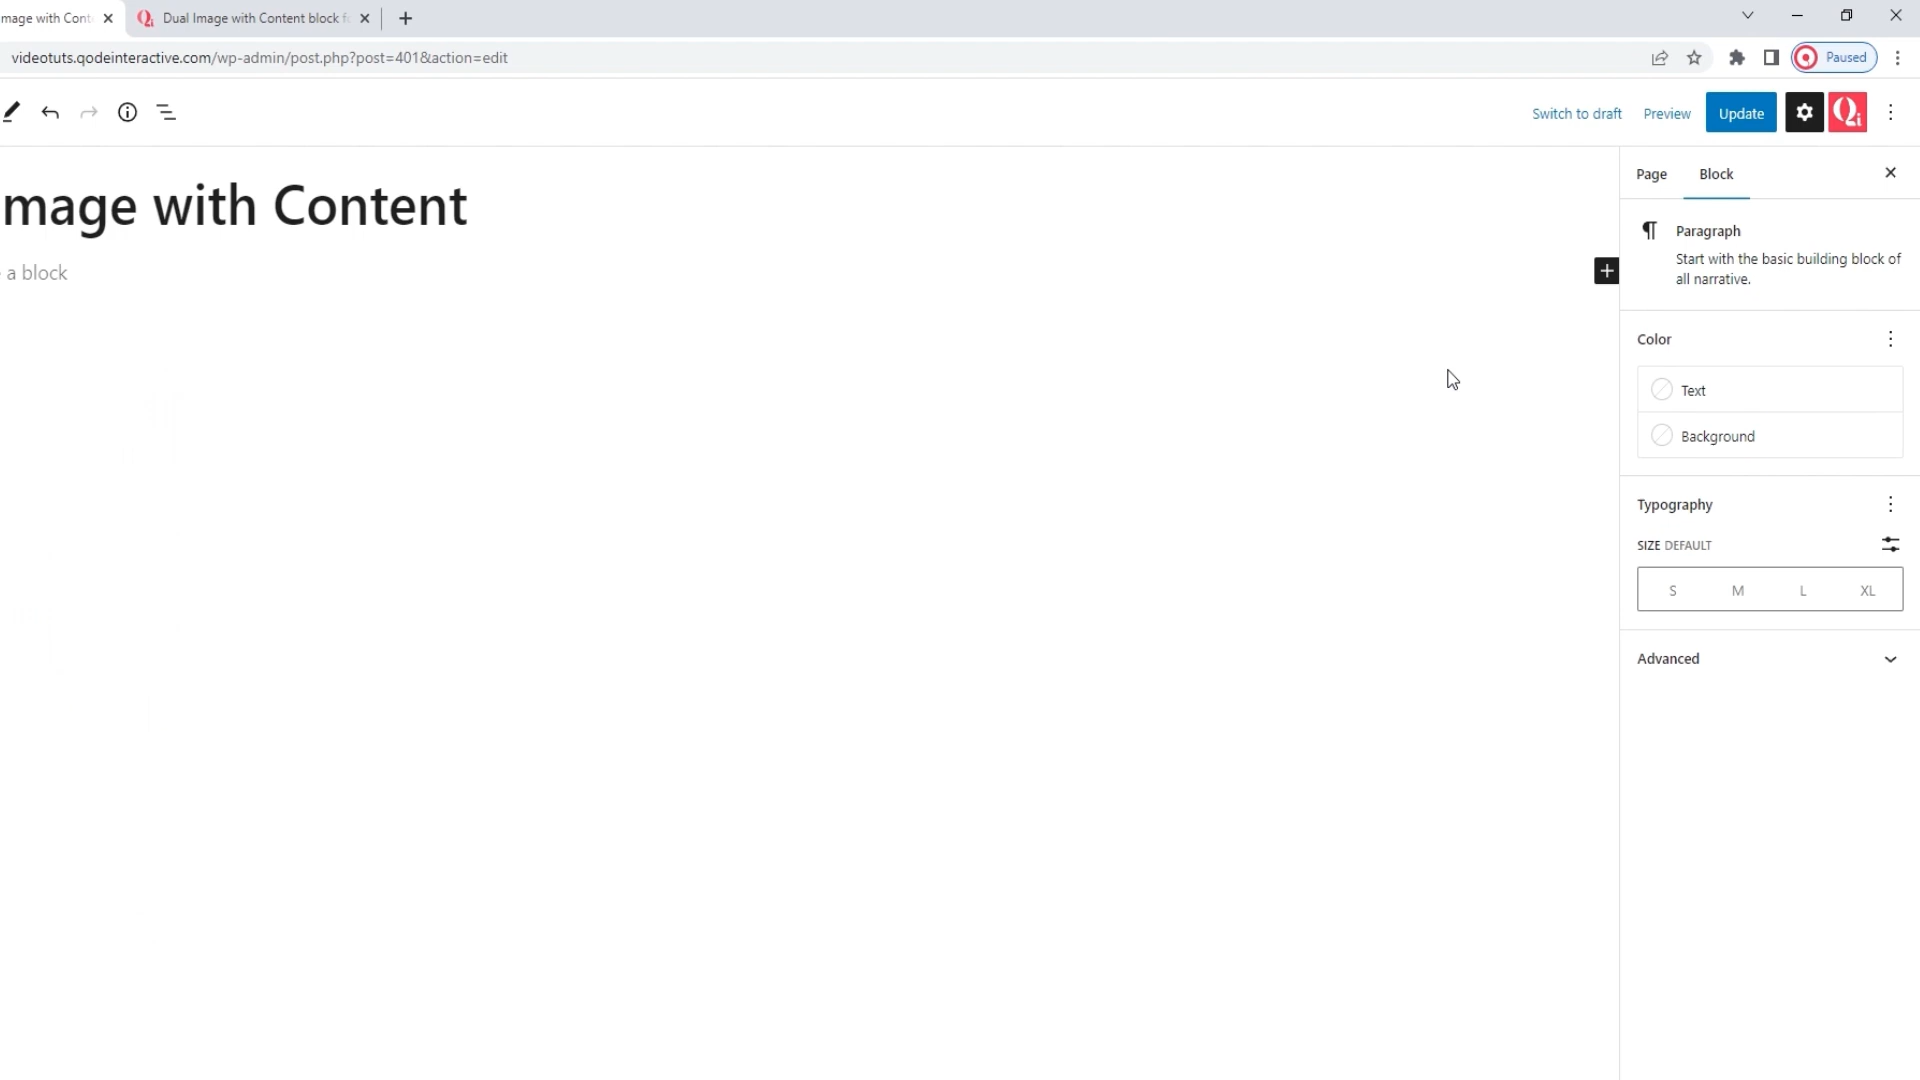 mage with Cont
Dual Image with Content block f
videotuts.qodeinteractive.com/wp-admin/post.php?post=401&action=edit
Paused
Switch to draft
Preview
Update
Page
Block
mage with Content
a block
Paragraph
Start with the basic building block of
all narrative.
Color
Text
Background
Typography
SIZE DEFAULT
S M L XL
Advanced